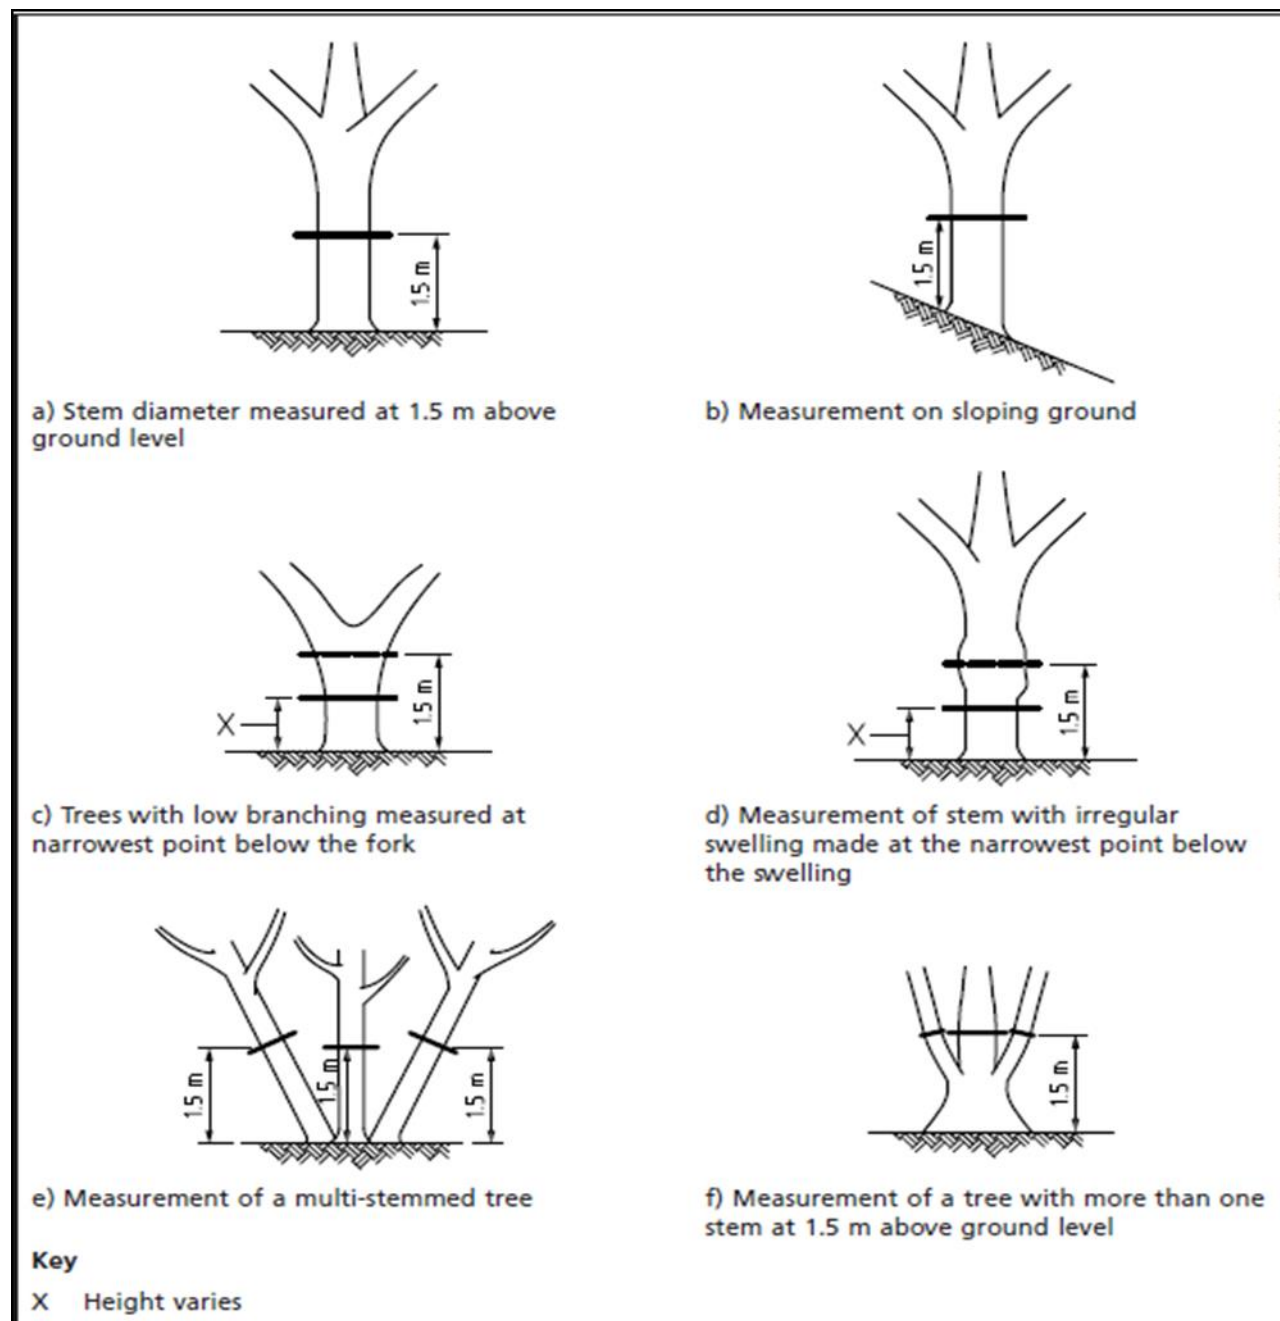 1.5 m
1.5 m
a) Stem diameter measured at 1.5 m above
ground level
b) Measurement on sloping ground
X
1.5 m
X
1.5 m
c) Trees with low branching measured at
narrowest point below the fork
d) Measurement of stem with irregular
swelling made at the narrowest point below
the swelling
1.5 m
1.5 m
1.5 m
1.5 m
e) Measurement of a multi-stemmed tree
f) Measurement of a tree with more than one
stem at 1.5 m above ground level
Key
X Height varies